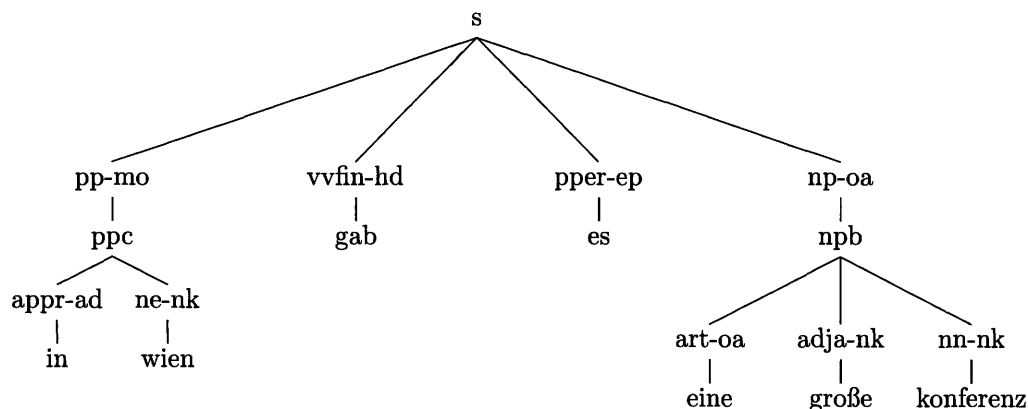 s
pp-mo vvfin-hd pper-ep np-oa
ppc gab es npb
appr-ad ne-nk
art-oa adja-nk nn-nk
in wien
eine große konferenz